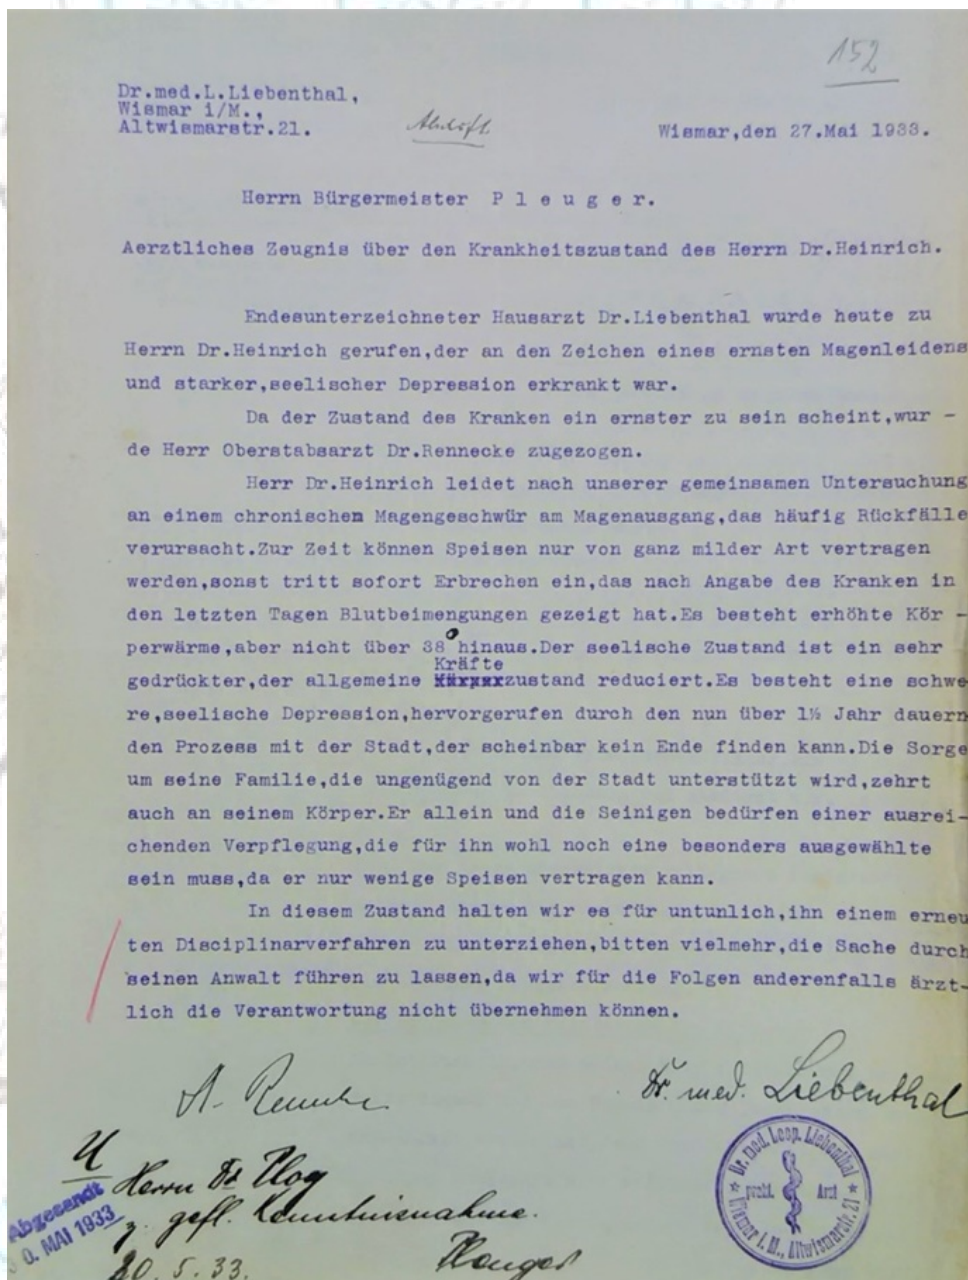 152
Dr.med.L.Liebenthal,
Wismar i/M.,
Altwismarstr.21.
Wismar,den 27.Mai 1933.
Herrn Bürgermeister P l e u g e r.
Aerztliches Zeugnis über den Krankheitszustand des Herrn Dr.Heinrich.
Endesunterzeichneter Hausarzt Dr.Liebenthal wurde heute zu
Herrn Dr.Heinrich gerufen,der an den Zeichen eines ernsten Magenleidens
und starker,seelischer Depression erkrankt war.
Da der Zustand des Kranken ein ernster zu sein scheint,wur -
de Herr Oberstabsarzt Dr.Rennecke zugezogen.
Herr Dr.Heinrich leidet nach unserer gemeinsamen Untersuchung
an einem chronischen Magengeschwür am Magenausgang,das häufig Rückfälle
verursacht.Zur Zeit können Speisen nur von ganz milder Art vertragen
werden,sonst tritt sofort Erbrechen ein,das nach Angabe des Kranken in
den letzten Tagen Blutbeimengungen gezeigt hat.Es besteht erhöhte Kör -
perwärme,aber nicht über 38° hinaus.Der seelische Zustand ist ein sehr
Kräfte
gedrückter,der allgemeine zustand reduciert.Es besteht eine schwe
re,seelische Depression,hervorgerufen durch den nun über 1½ Jahr dauern
den Prozess mit der Stadt,der scheinbar kein Ende finden kann.Die Sorge
um seine Familie,die ungenügend von der Stadt unterstützt wird,zehrt
auch an seinem Körper.Er allein und die Seinigen bedürfen einer ausrei-
chenden Verpflegung,die für ihn wohl noch eine besonders ausgewählte
sein muss,da er nur wenige Speisen vertragen kann.
In diesem Zustand halten wir es für untunlich,ihn einem erneu
ten Disciplinarverfahren zu unterziehen,bitten vielmehr,die Sache durch
seinen Anwalt führen zu lassen,da wir für die Folgen anderenfalls ärzt-
lich die Verantwortung nicht übernehmen können.
Dr. med. Liebenthal
U
Herrn Plog
z. gefl. Kenntnisnahme.
Pleuger
Abgesandt
0. MAI 1933
5. 33.
Dr. med. Leop. Liebenthal
prakt. Arzt
Wismar i. M., Altwismarstr. 21